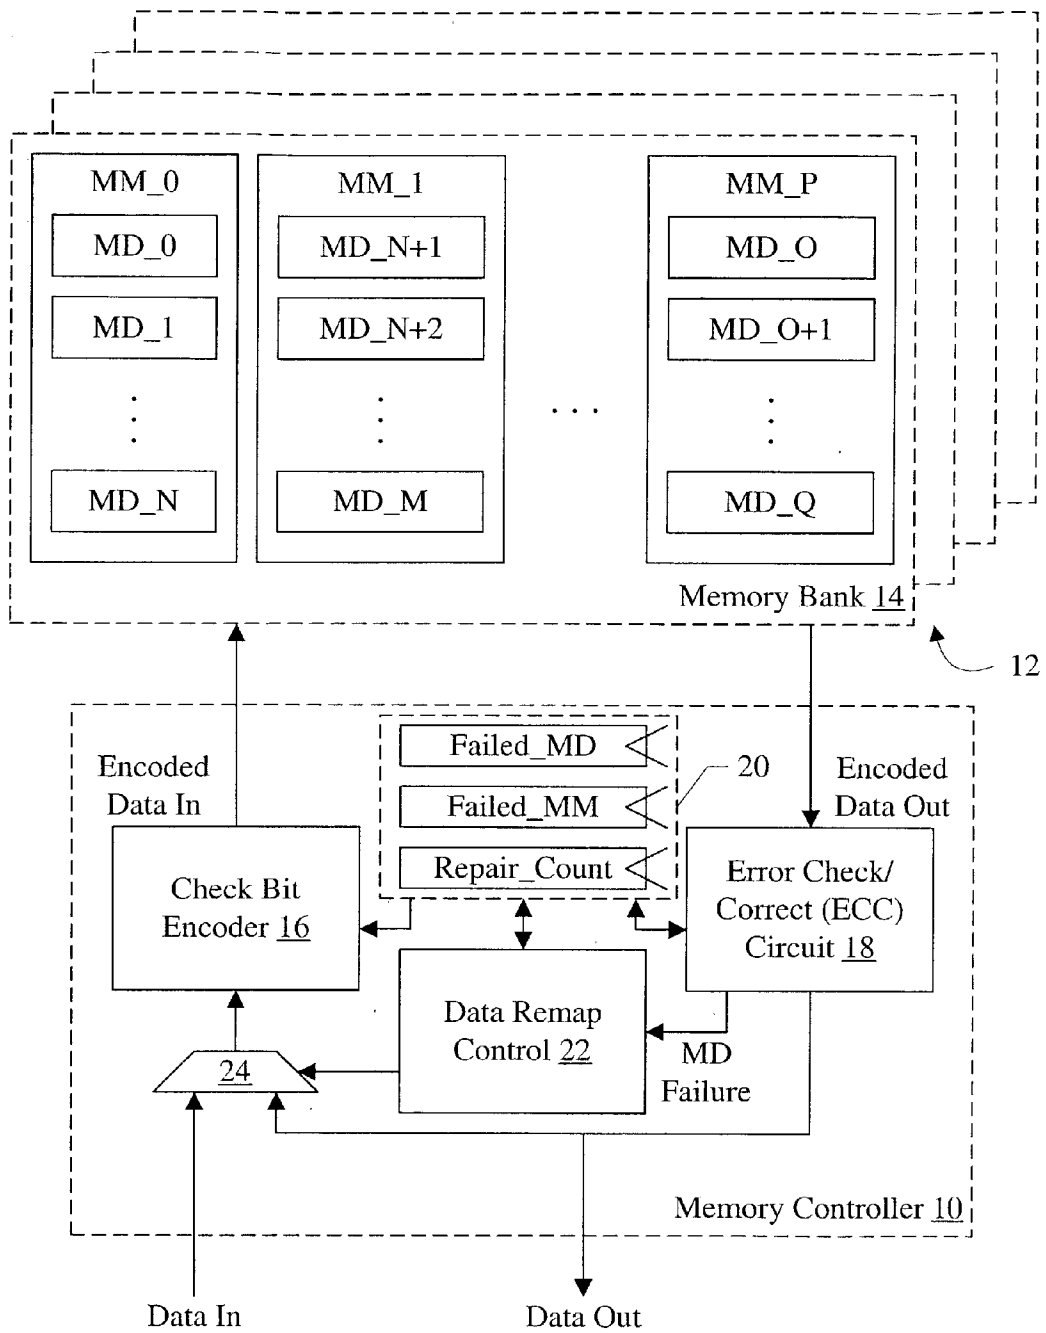 MM_0
MD_0
MD_1
MD_N
MM_1
MD_N+1
MD_N+2
MD_M
MM_P
MD_O
MD_O+1
MD_Q
Memory Bank 14
12
Encoded
Data In
Failed_MD
Failed_MM
Repair_Count
20
Encoded
Data Out
Check Bit
Encoder 16
Error Check/
Correct (ECC)
Circuit 18
Data Remap
Control 22
MD
Failure
24
Memory Controller 10
Data In
Data Out